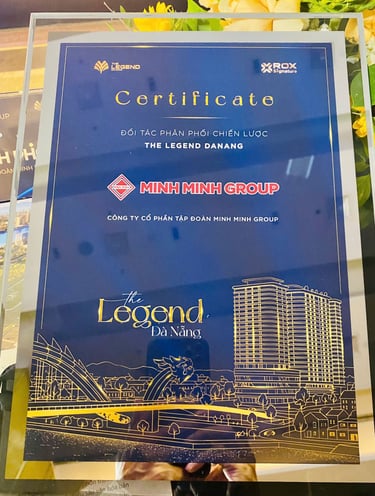 THE
LEGEND
ROX
Signature
Certificate
ĐỐI TÁC PHÂN PHỐI CHIẾN LƯỢC
THE LEGEND DANANG
MINH MINH GROUP
CÔNG TY CỔ PHẦN TẬP ĐOÀN MINH MINH GROUP
the
Legend
Đà Nẵng